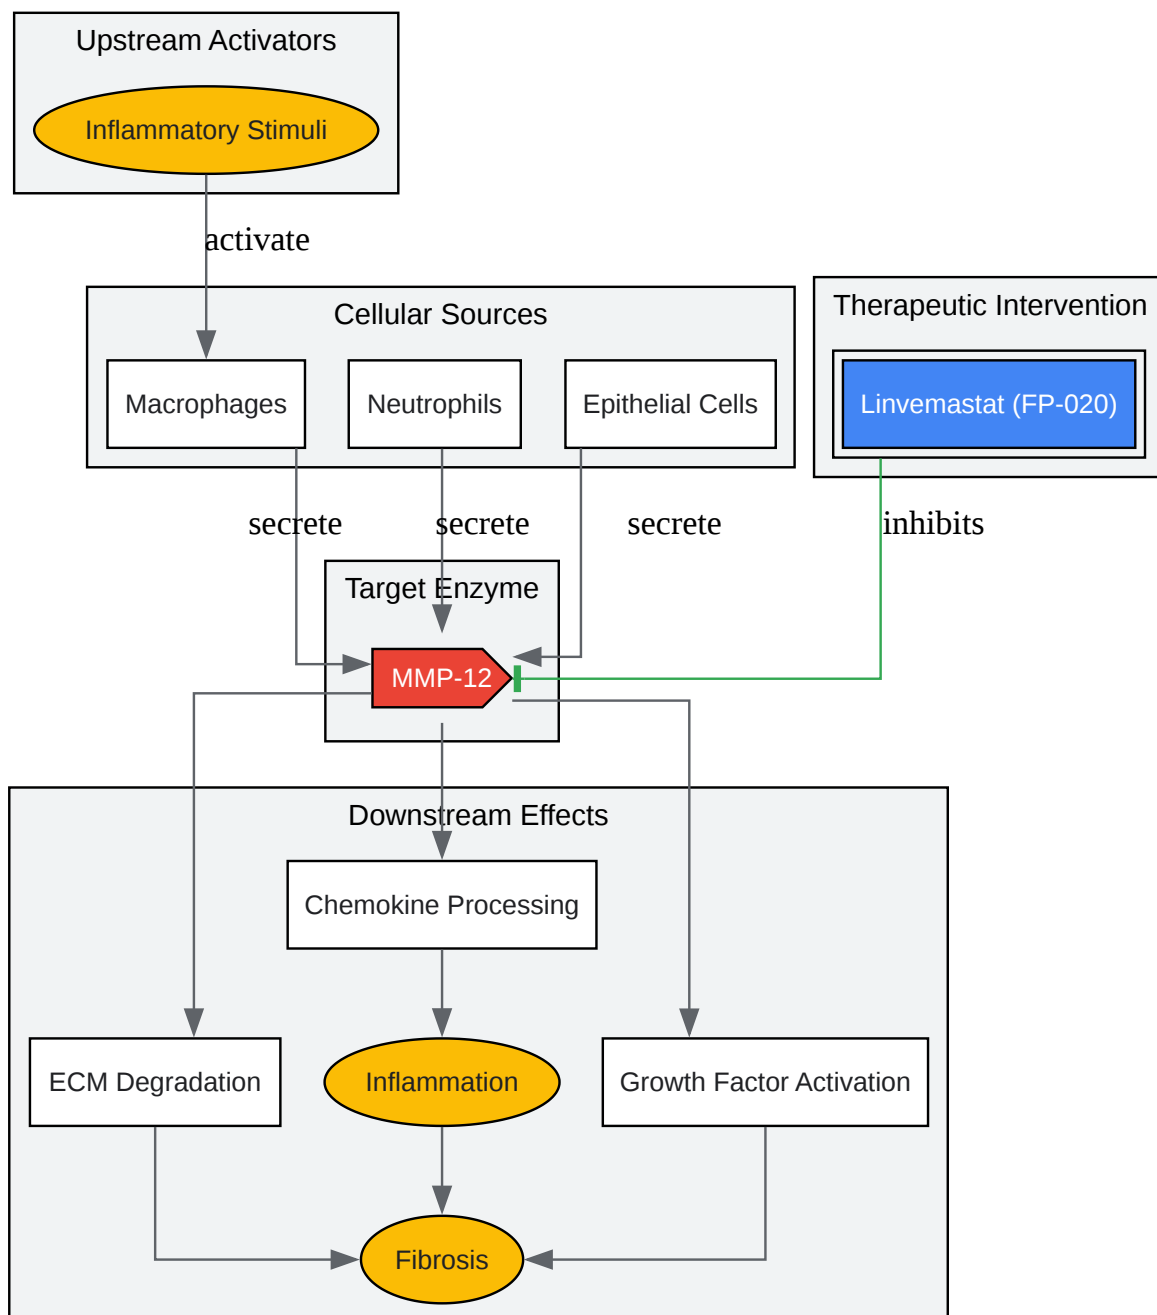 Upstream Activators
Inflammatory Stimuli
activate
Cellular Sources
Therapeutic Intervention
Macrophages
Neutrophils
Epithelial Cells
Linvemastat (FP-020)
secrete
secrete
secrete
inhibits
Target Enzyme
MMP-12
Downstream Effects
Chemokine Processing
ECM Degradation
Inflammation
Growth Factor Activation
Fibrosis